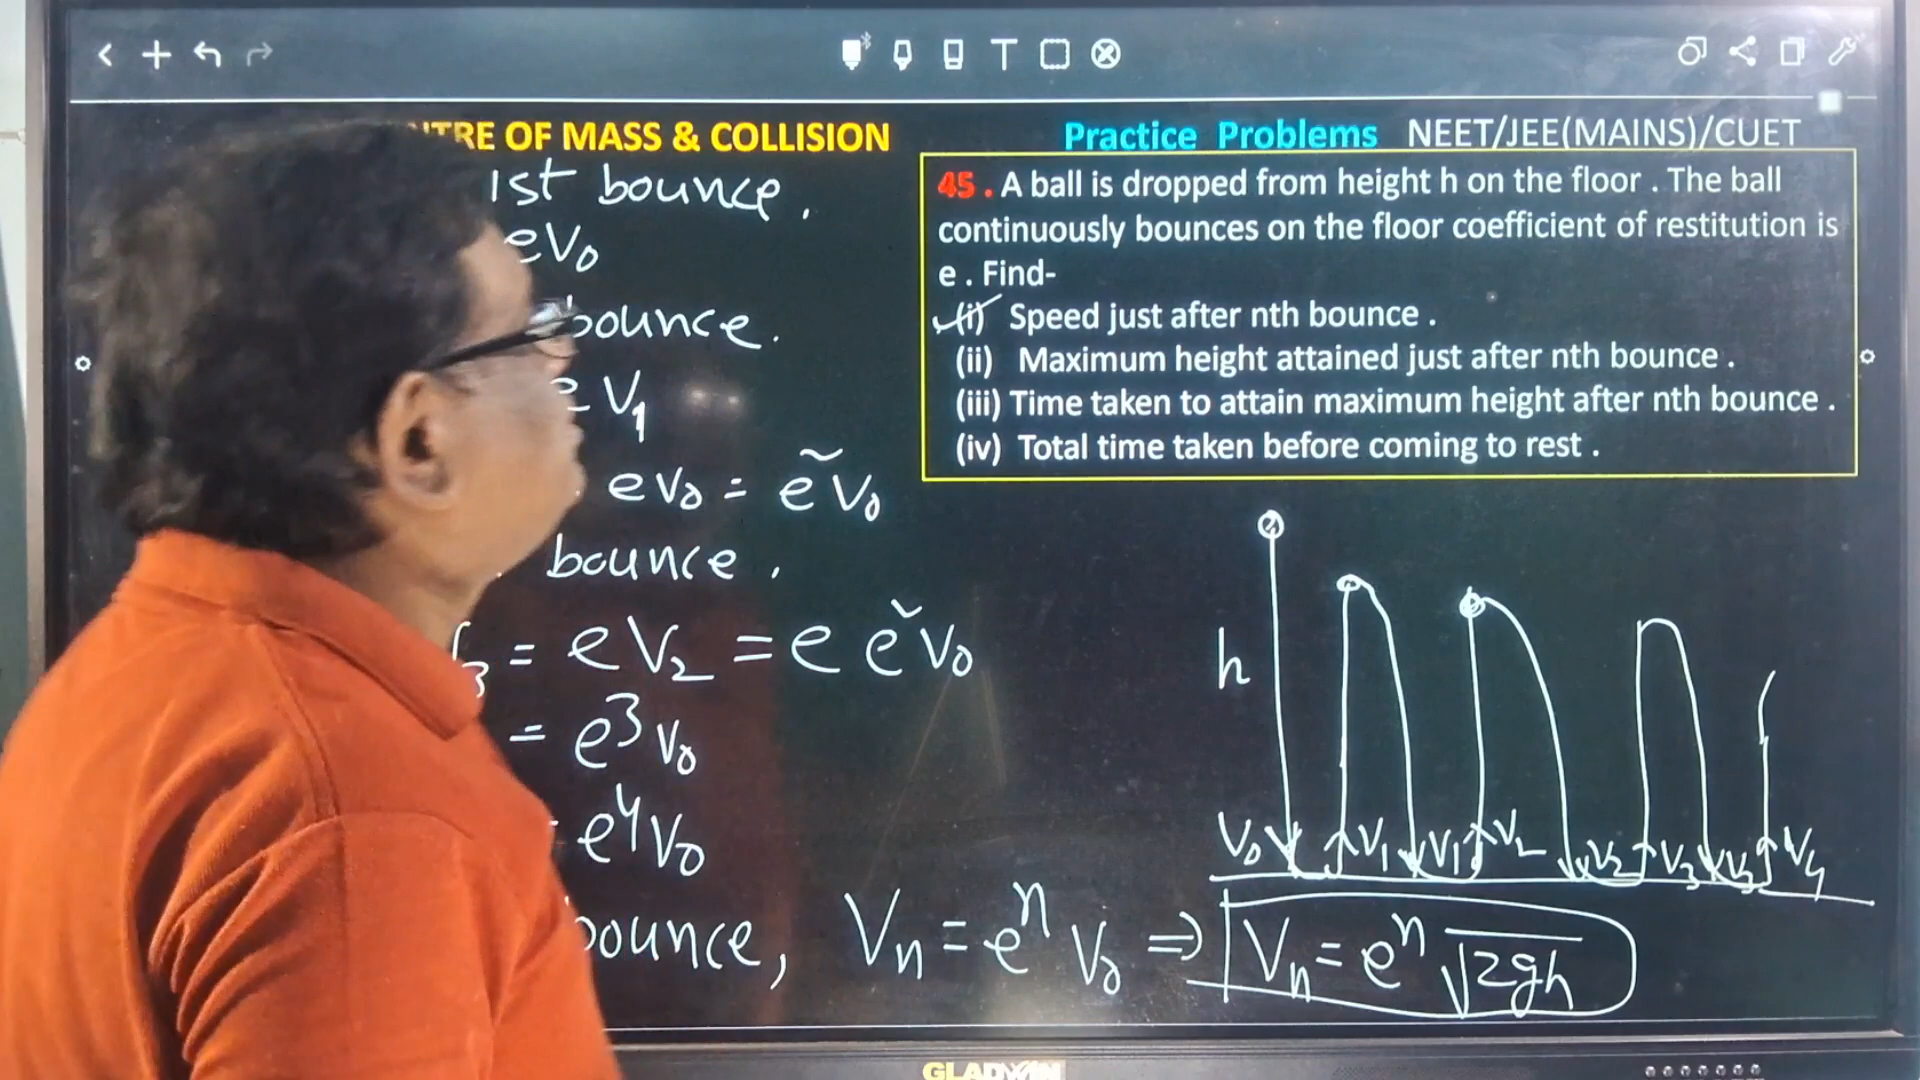 NTRE OF MASS & COLLISION
Practice Problems NEET/JEE(MAINS)/CUET
1st bounce.
eV₀
bounce.
e V₁
ev₀ = e²V₀
bounce.
V₃ = eV₂ = e e²V₀
= e³V₀
= e⁴V₀
bounce, Vₙ = eⁿ V₀ ⇒ Vₙ = eⁿ √2gh
45 . A ball is dropped from height h on the floor . The ball
continuously bounces on the floor coefficient of restitution is
e . Find-
(i) Speed just after nth bounce .
(ii) Maximum height attained just after nth bounce .
(iii) Time taken to attain maximum height after nth bounce .
(iv) Total time taken before coming to rest .
h
V₀ V₁ V₁ V₂ V₂ V₃ V₃ V₄
GLADWIN